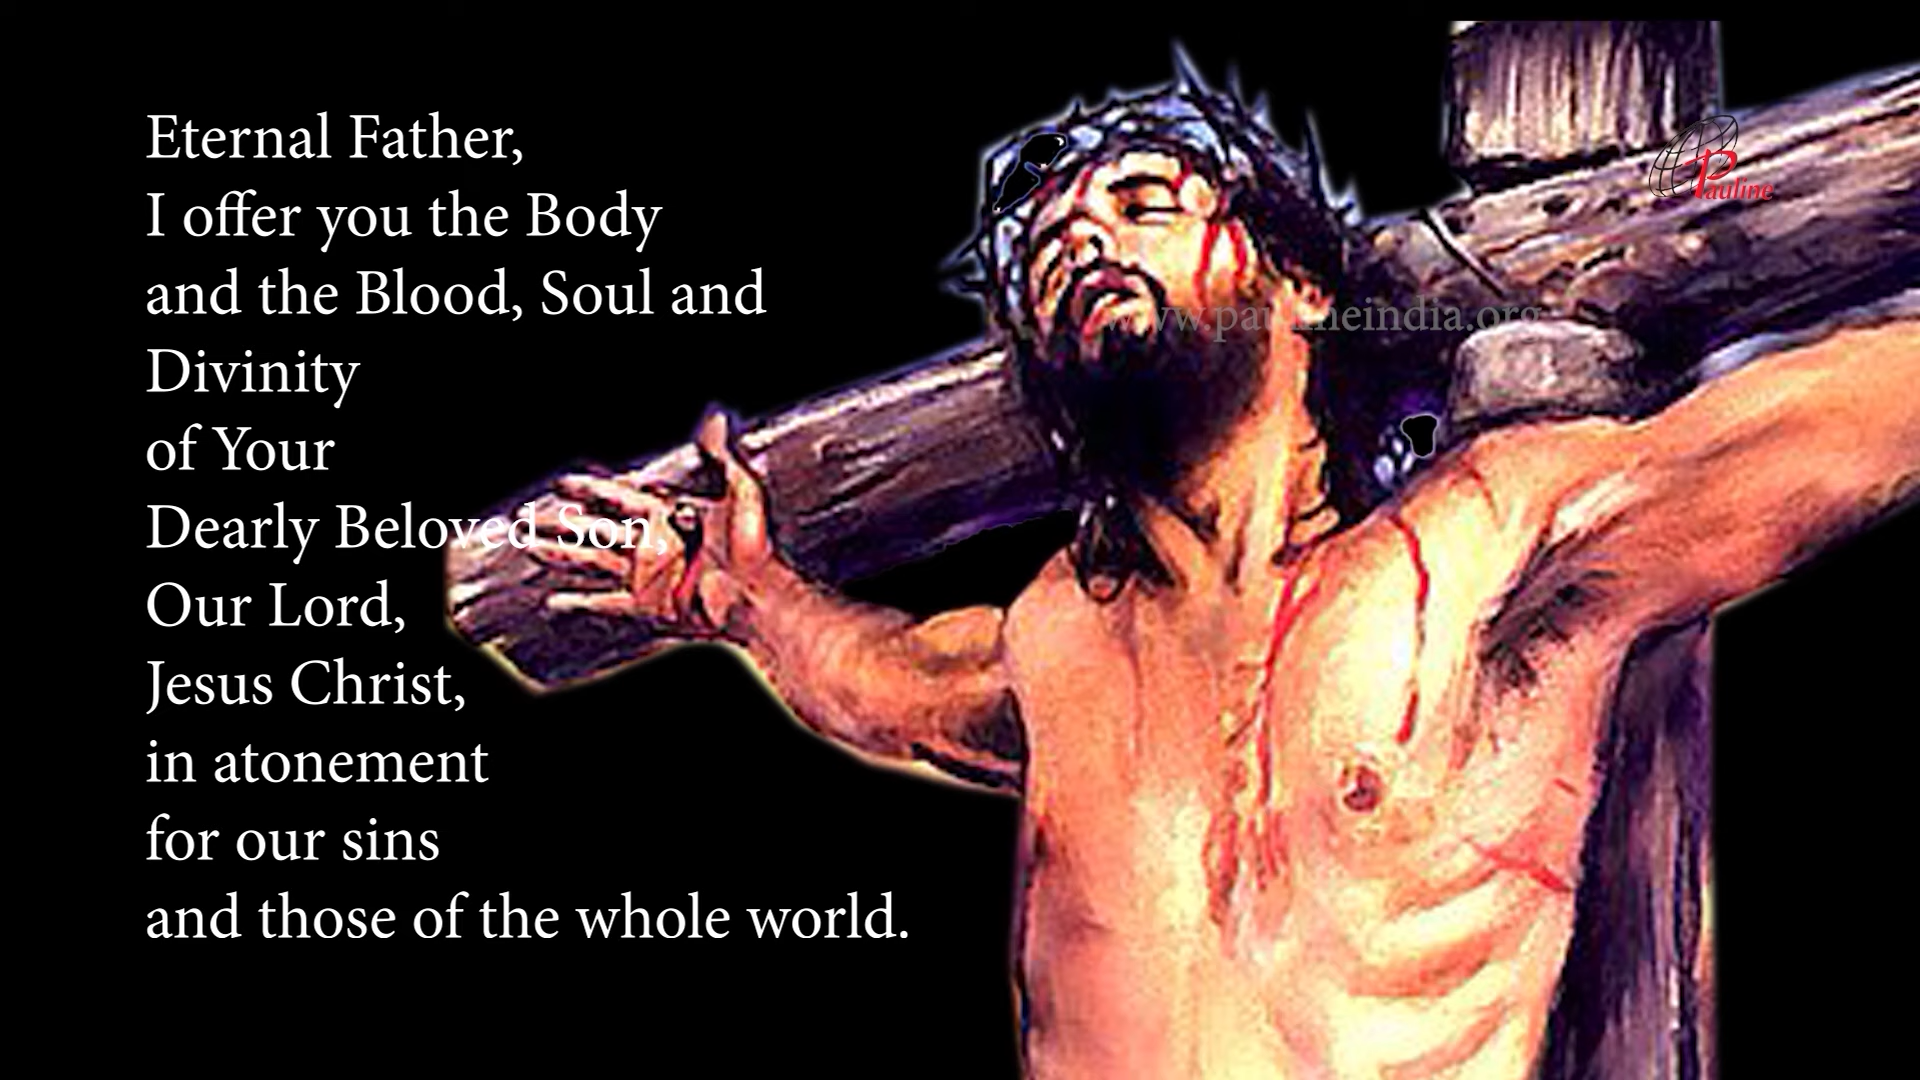 Eternal Father,
I offer you the Body
and the Blood, Soul and
Divinity
of Your
Dearly Beloved Son,
Our Lord,
Jesus Christ,
in atonement
for our sins
and those of the whole world.
Pauline
www.paulineindia.org